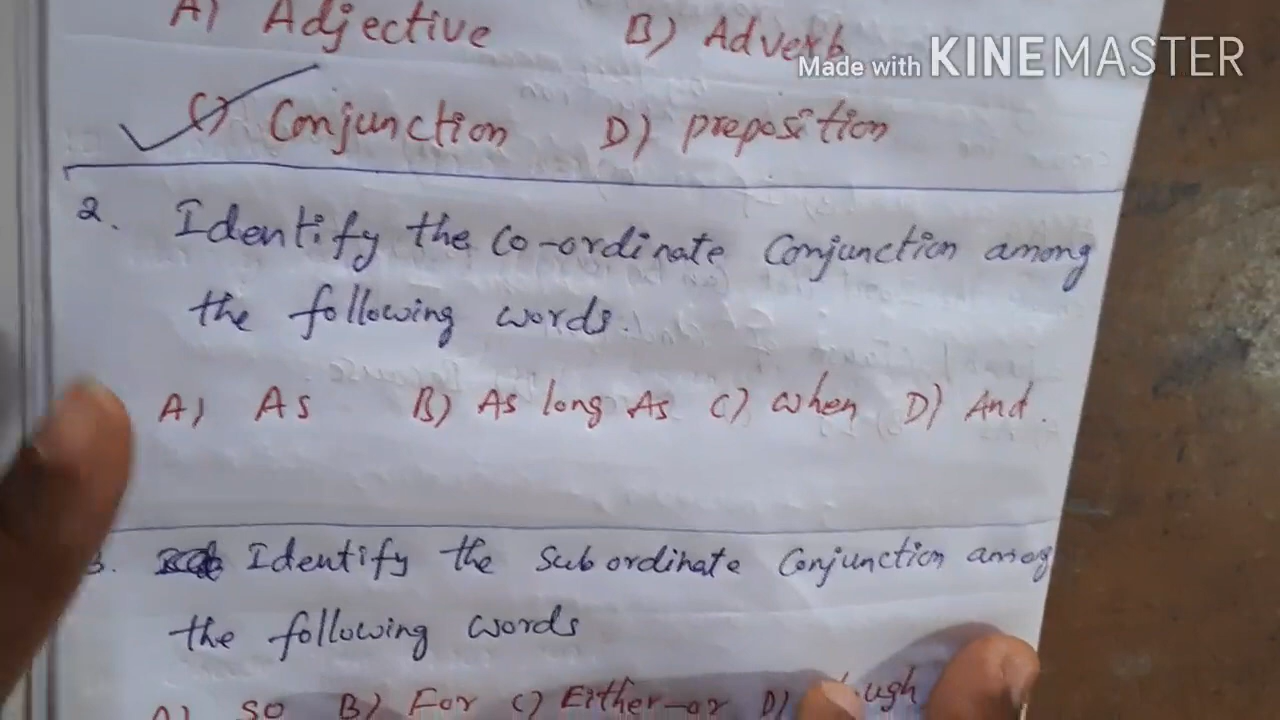 A) Adjective B) Adverb
Made with KINEMASTER
C) Conjunction D) preposition
2. Identify the co-ordinate Conjunction among
the following words.
A) As B) As long As C) when D) And.
3. Identify the Subordinate Conjunction among
the following words
A) so B) For C) Either-or D)